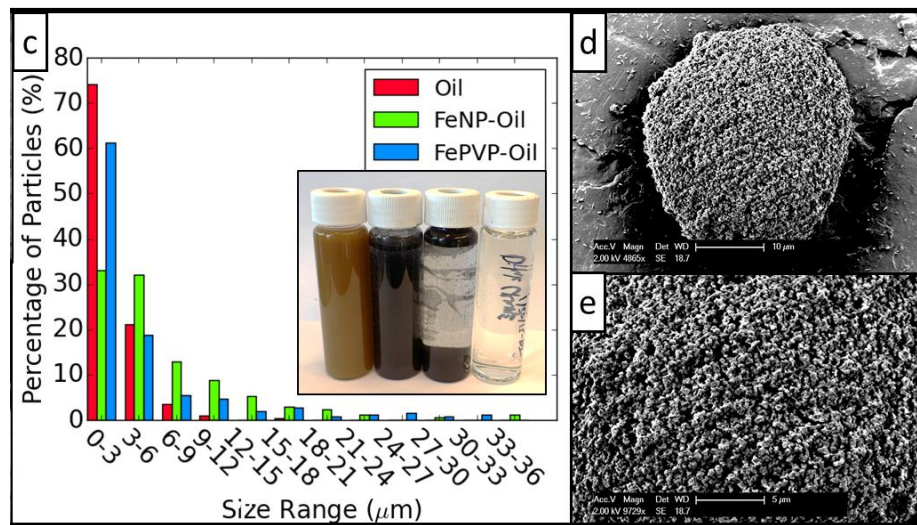 c
80
70
60
50
40
30
20
10
0
Percentage of Particles (%)
Oil
FeNP-Oil
FePVP-Oil
0-3
3-6
6-9
9-12
12-15
15-18
18-21
21-24
24-27
27-30
30-33
33-36
Size Range (μm)
d
Acc.V Magn Det WD 10 μm
2.00 kV 4865x SE 18.7
e
Acc.V Magn Det WD 5 μm
2.00 kV 9729x SE 18.7